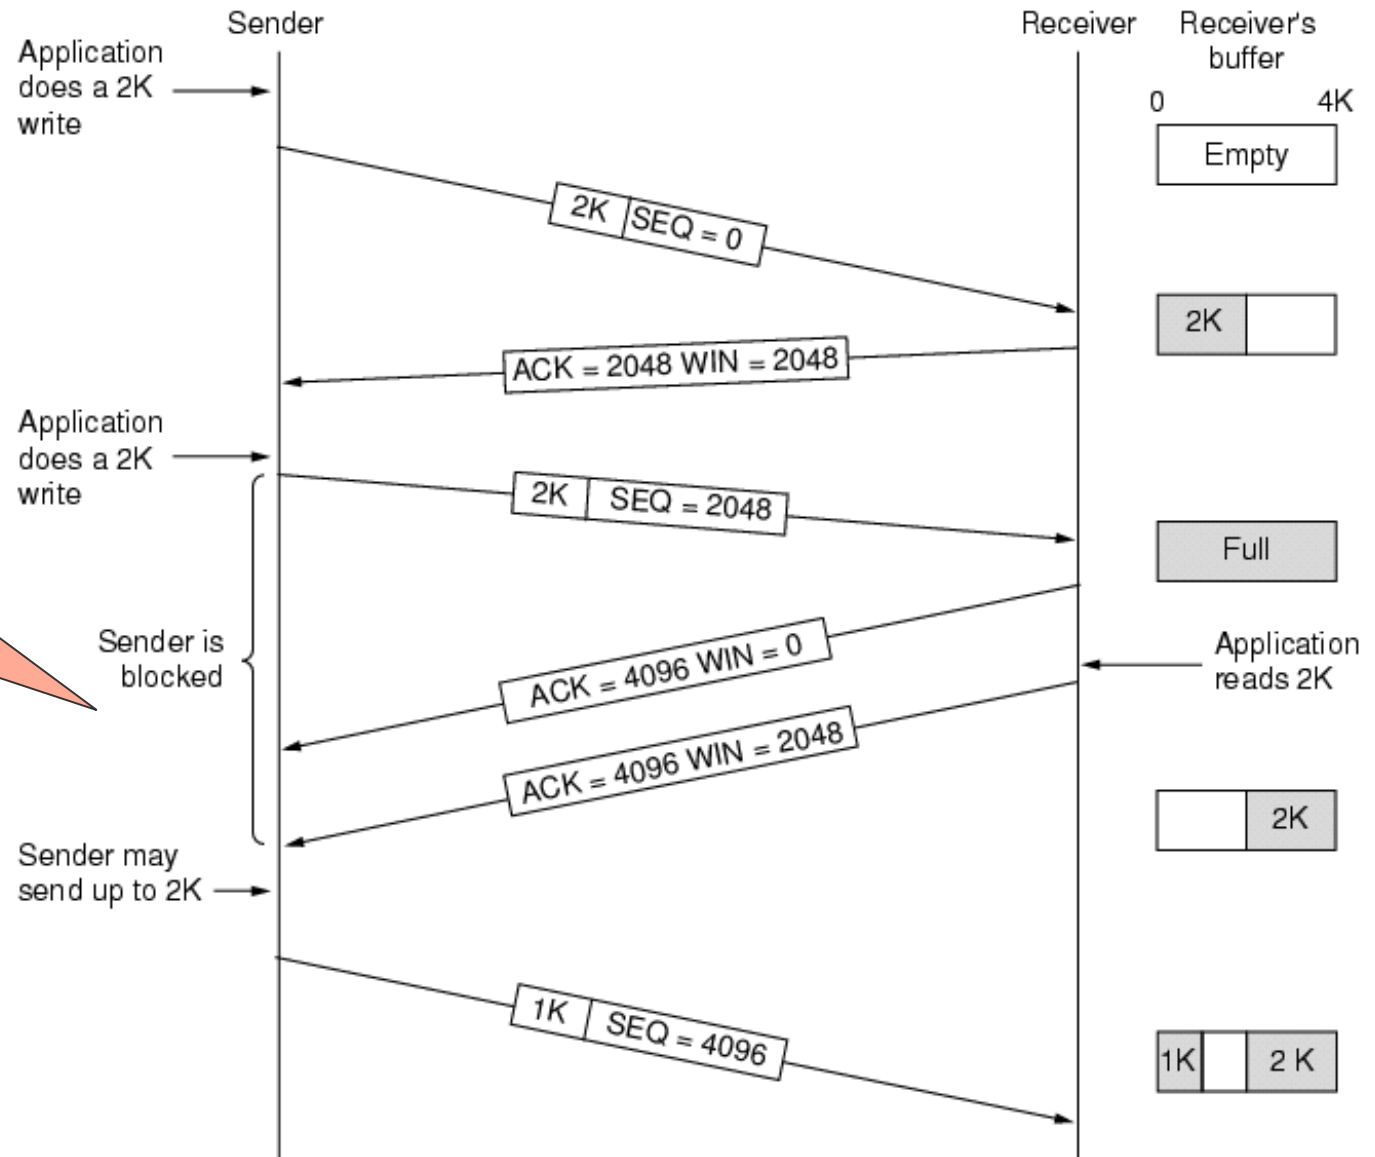 Sender
Receiver
Receiver's
buffer
Application
does a 2K
write
0
4K
Empty
2K
SEQ = 0
2K
ACK = 2048 WIN = 2048
Application
does a 2K
write
2K
SEQ = 2048
Full
Sender is
blocked
ACK = 4096 WIN = 0
Application
reads 2K
ACK = 4096 WIN = 2048
2K
Sender may
send up to 2K
1K
SEQ = 4096
1K
2 K